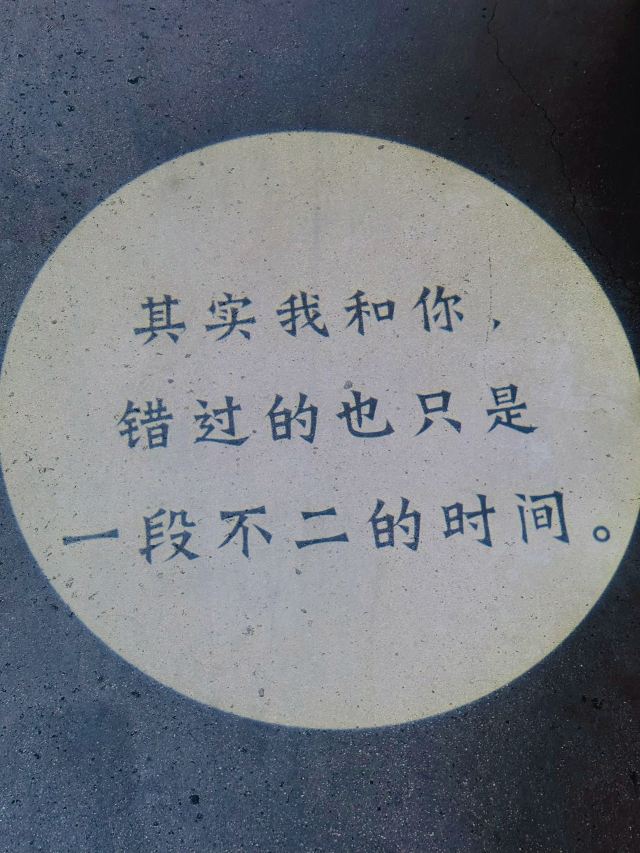 其实我和你，
错过的也只是
一段不二的时间。